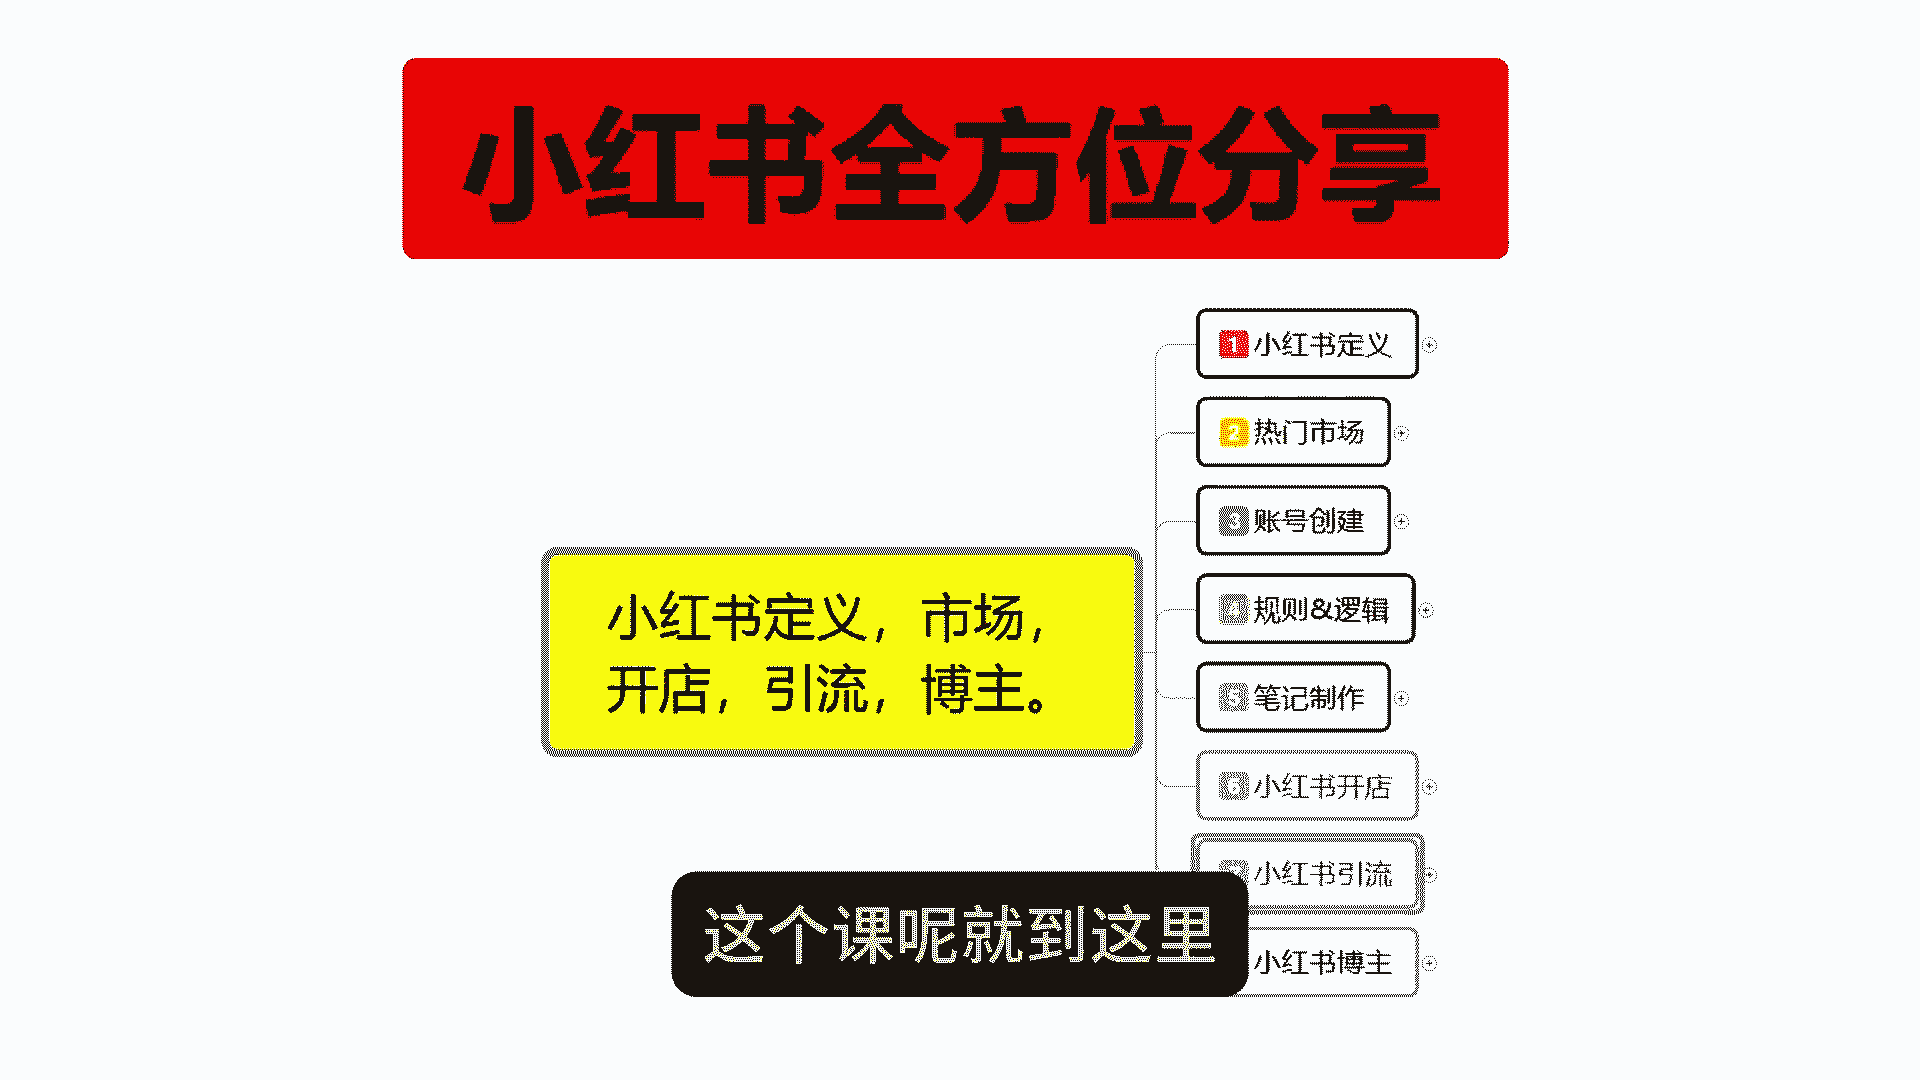 小红书全方位分享
小红书定义，市场，
开店，引流，博主。
1 小红书定义
2 热门市场
3 账号创建
4 规则&逻辑
5 笔记制作
6 小红书开店
小红书引流
小红书博主
这个课呢就到这里